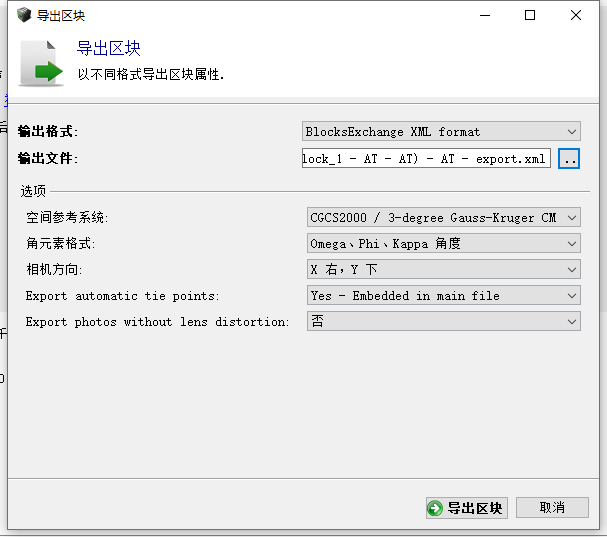 导出区块
导出区块
以不同格式导出区块属性.
输出格式: BlocksExchange XML format
输出文件: lock_1 - AT - AT) - AT - export.xml ..
选项
空间参考系统: CGCS2000 / 3-degree Gauss-Kruger CM
角元素格式: Omega、Phi、Kappa 角度
相机方向: X 右，Y 下
Export automatic tie points: Yes - Embedded in main file
Export photos without lens distortion: 否
导出区块 取消